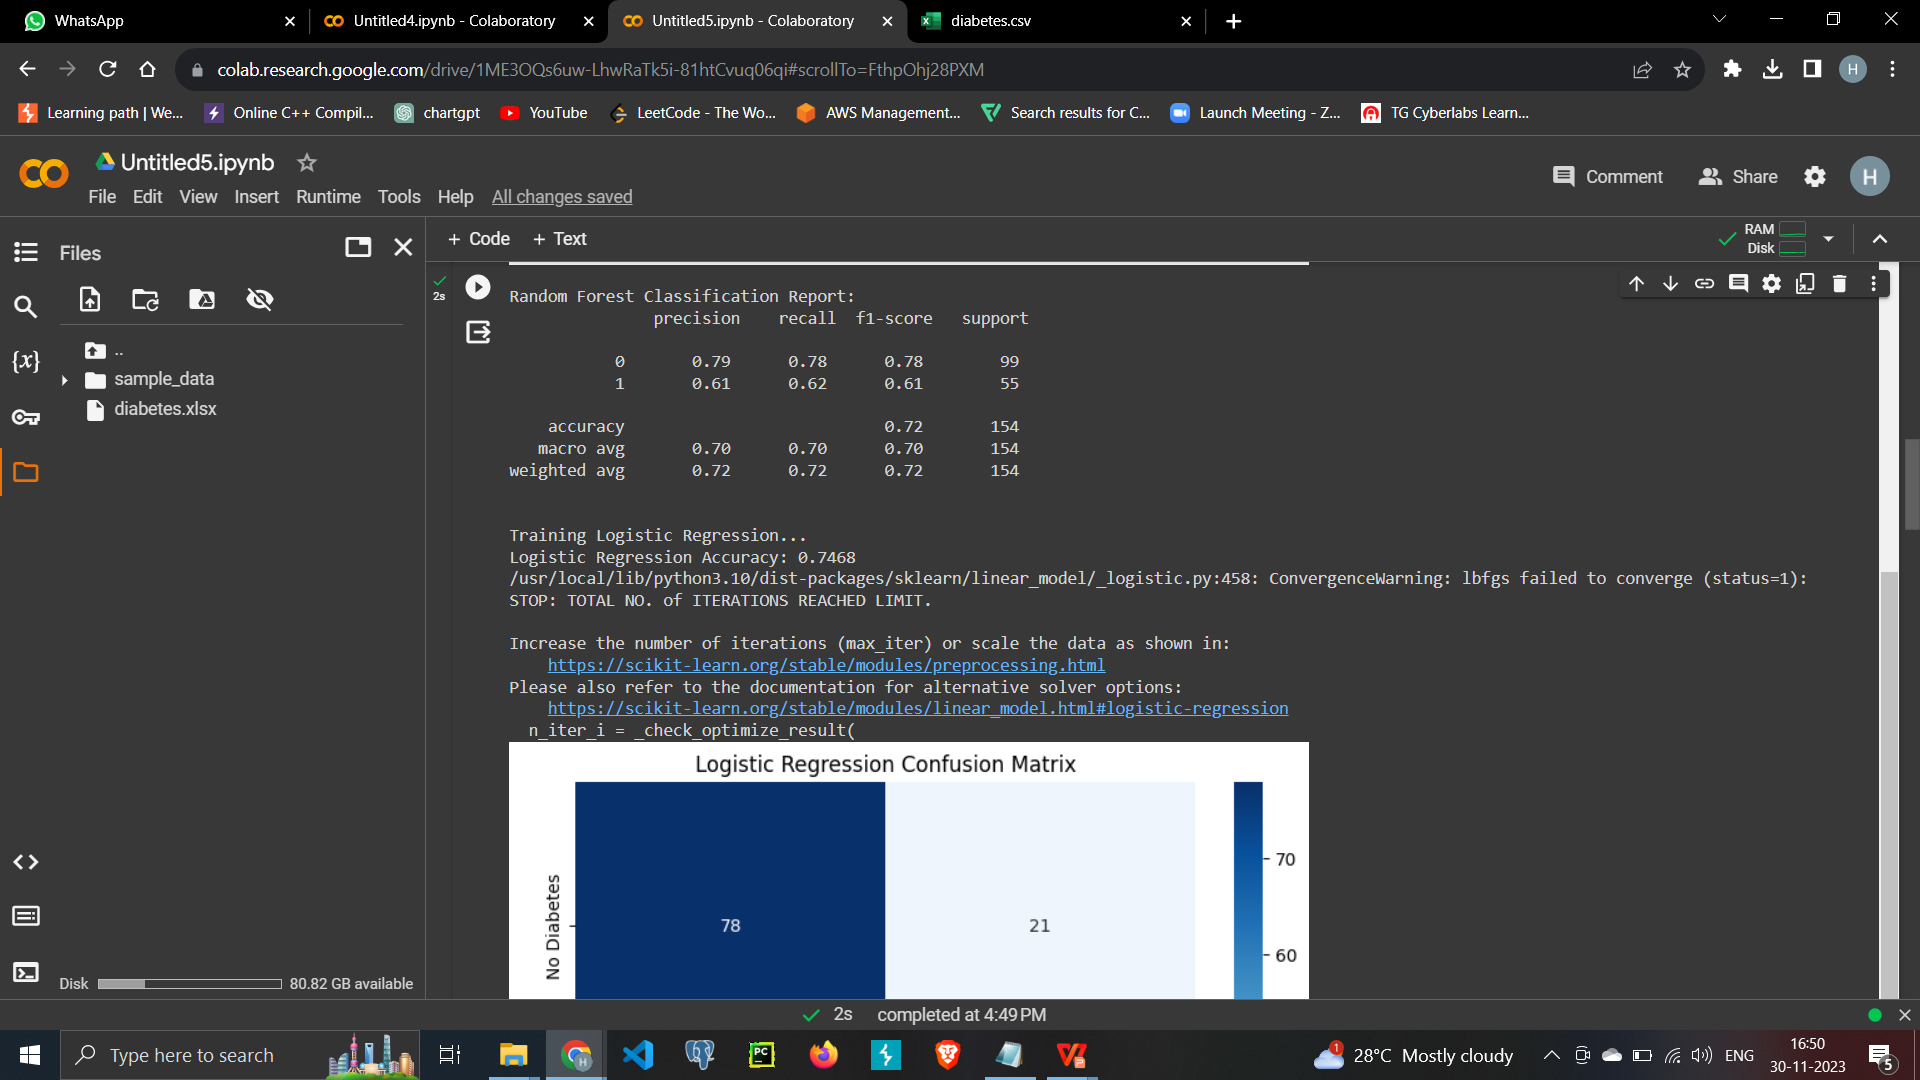 WhatsApp
Untitled4.ipynb - Colaboratory
Untitled5.ipynb - Colaboratory
diabetes.csv
colab.research.google.com/drive/1ME3OQs6uw-LhwRaTk5i-81htCvuq06qi#scrollTo=FthpOhj28PXM
H
Learning path | We...
Online C++ Compil...
chartgpt
YouTube
LeetCode - The Wo...
AWS Management...
Search results for C...
Launch Meeting - Z...
TG Cyberlabs Learn...
Untitled5.ipynb
Comment
Share
H
File Edit View Insert Runtime Tools Help All changes saved
Files
+ Code + Text
RAM
Disk
..
sample_data
diabetes.xlsx
{x}
2s
Random Forest Classification Report:
precision recall f1-score support
0 0.79 0.78 0.78 99
1 0.61 0.62 0.61 55
accuracy 0.72 154
macro avg 0.70 0.70 0.70 154
weighted avg 0.72 0.72 0.72 154
Training Logistic Regression...
Logistic Regression Accuracy: 0.7468
/usr/local/lib/python3.10/dist-packages/sklearn/linear_model/_logistic.py:458: ConvergenceWarning: lbfgs failed to converge (status=1):
STOP: TOTAL NO. of ITERATIONS REACHED LIMIT.
Increase the number of iterations (max_iter) or scale the data as shown in:
https://scikit-learn.org/stable/modules/preprocessing.html
Please also refer to the documentation for alternative solver options:
https://scikit-learn.org/stable/modules/linear_model.html#logistic-regression
n_iter_i = _check_optimize_result(
Logistic Regression Confusion Matrix
No Diabetes
78 21
70
60
Disk 80.82 GB available
2s completed at 4:49 PM
Type here to search
PC
1
28°C Mostly cloudy
ENG
16:50
30-11-2023
5